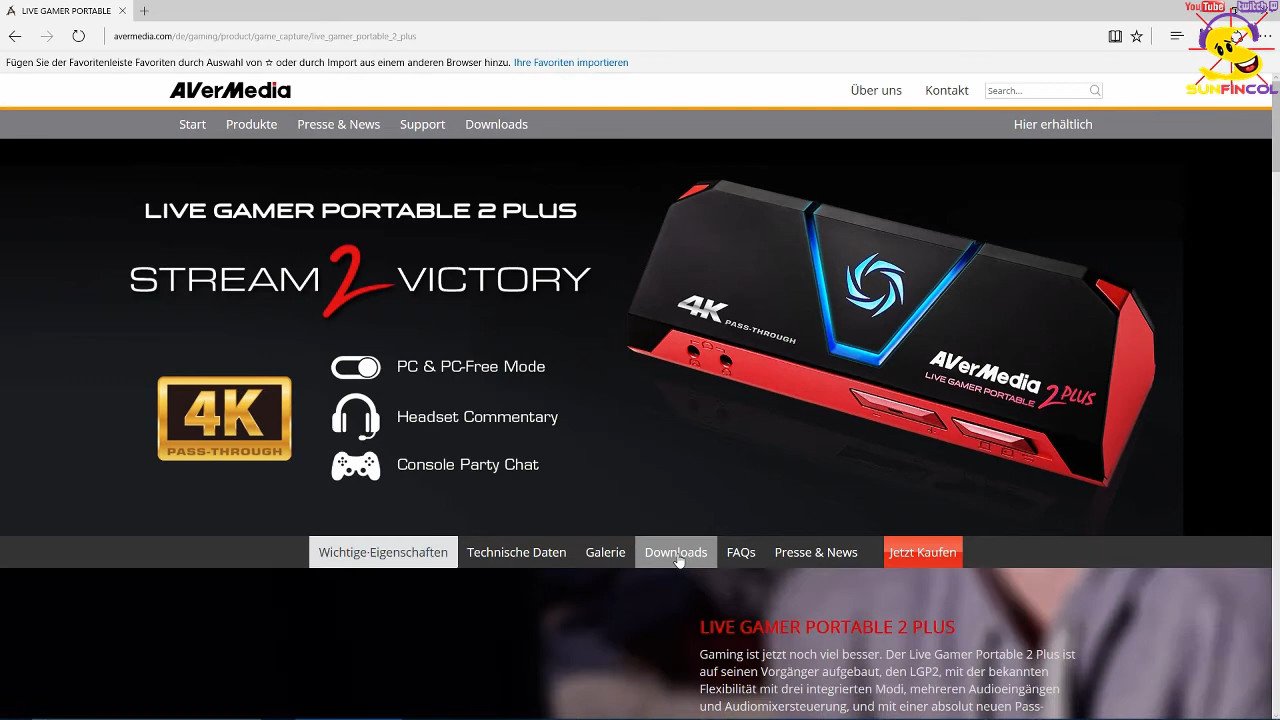 LIVE GAMER PORTABLE
You Tube twitch
avermedia.com/de/gaming/product/game_capture/live_gamer_portable_2_plus
Fügen Sie der Favoritenleiste Favoriten durch Auswahl von ☆ oder durch Import aus einem anderen Browser hinzu. Ihre Favoriten importieren
SUNFINCOL
AVerMedia
Über uns Kontakt Search...
Start Produkte Presse & News Support Downloads Hier erhältlich
LIVE GAMER PORTABLE 2 PLUS
STREAM 2 VICTORY
PC & PC-Free Mode
Headset Commentary
Console Party Chat
4K
PASS-THROUGH
4K PASS-THROUGH
AVerMedia
LIVE GAMER PORTABLE 2 PLUS
Wichtige Eigenschaften Technische Daten Galerie Downloads FAQs Presse & News Jetzt Kaufen
LIVE GAMER PORTABLE 2 PLUS
Gaming ist jetzt noch viel besser. Der Live Gamer Portable 2 Plus ist
auf seinen Vorgänger aufgebaut, den LGP2, mit der bekannten
Flexibilität mit drei integrierten Modi, mehreren Audioeingängen
und Audiomixersteuerung, und mit einer absolut neuen Pass-